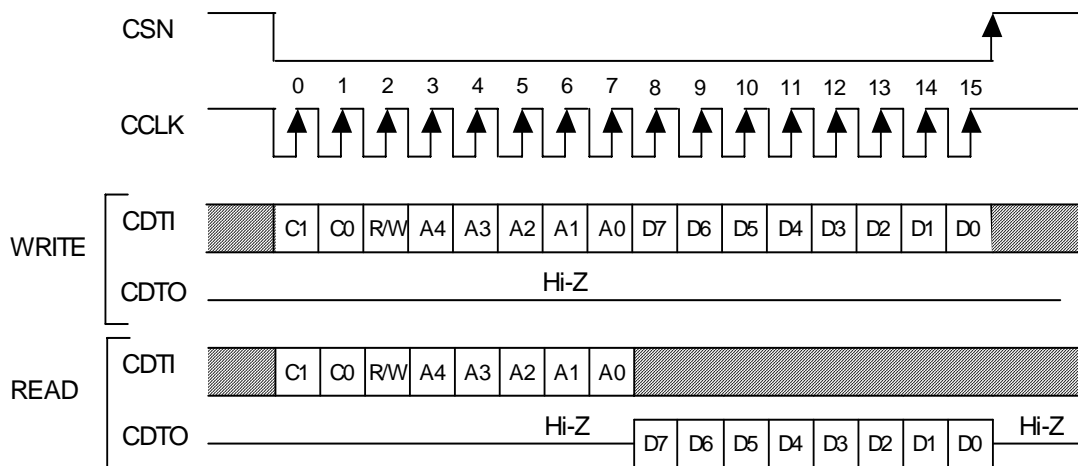 CSN
0 1 2 3 4 5 6 7 8 9 10 11 12 13 14 15
CCLK
WRITE
CDTI C1 C0 R/W A4 A3 A2 A1 A0 D7 D6 D5 D4 D3 D2 D1 D0
CDTO Hi-Z
READ
CDTI C1 C0 R/W A4 A3 A2 A1 A0
CDTO Hi-Z D7 D6 D5 D4 D3 D2 D1 D0 Hi-Z